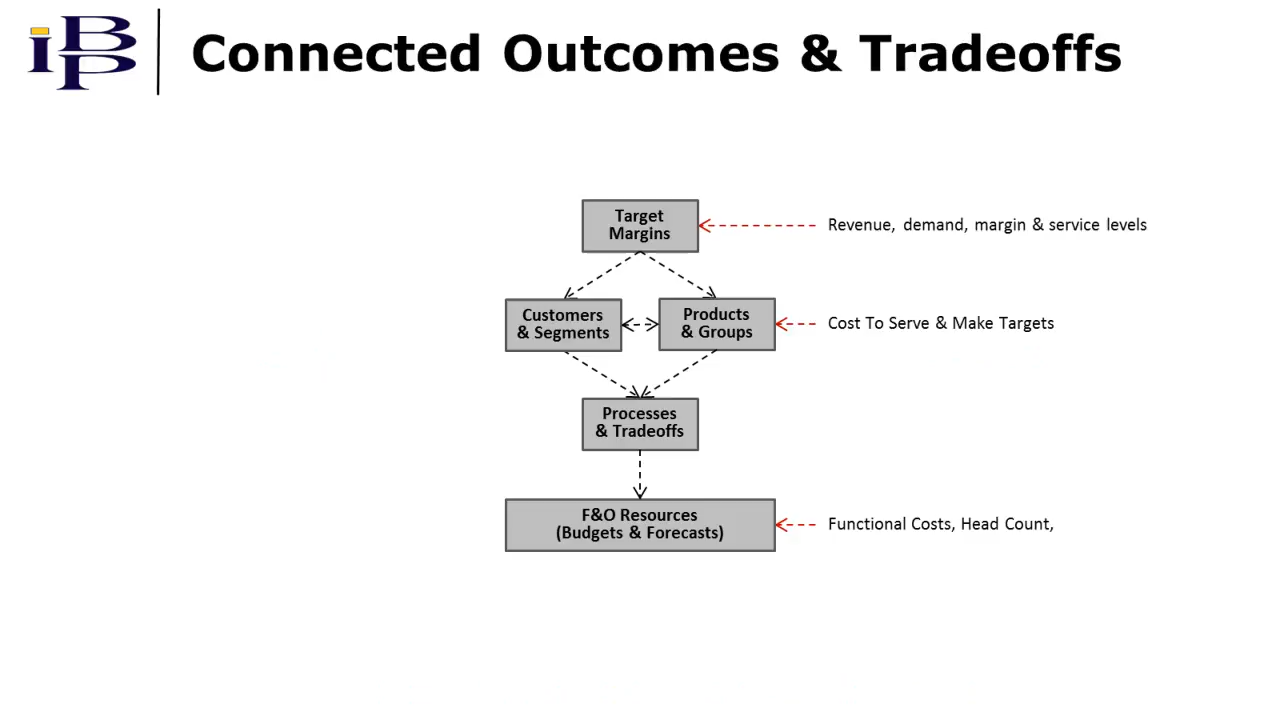 iBP
Connected Outcomes & Tradeoffs
Target
Margins
Revenue, demand, margin & service levels
Customers
& Segments
Products
& Groups
Cost To Serve & Make Targets
Processes
& Tradeoffs
F&O Resources
(Budgets & Forecasts)
Functional Costs, Head Count,